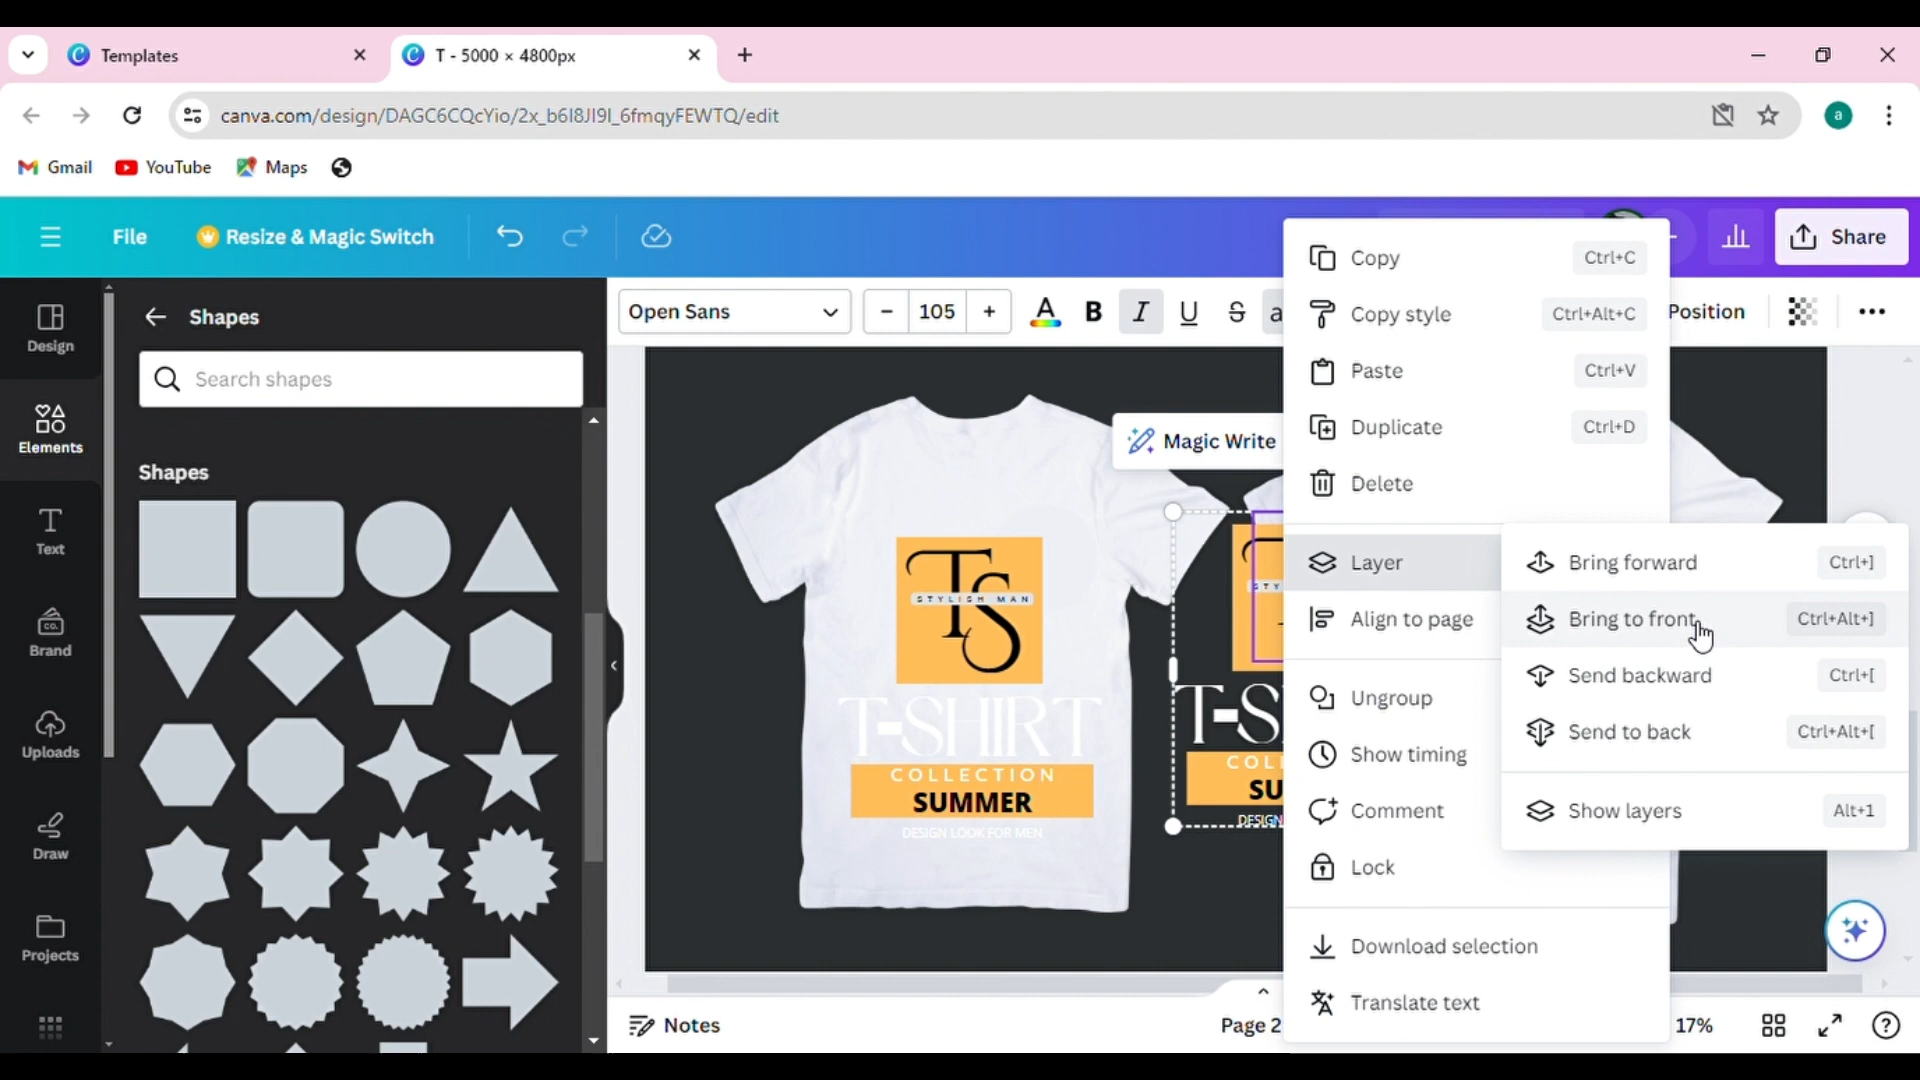 Templates
T - 5000 × 4800px
canva.com/design/DAGC6CQcYio/2x_b6I8JI9I_6fmqyFEWTQ/edit
a
Gmail
YouTube
Maps
File
Resize & Magic Switch
Share
Design
Elements
Text
Brand
Uploads
Draw
Projects
Shapes
Search shapes
Shapes
Open Sans
- 105 +
A B I U S a
Position
Magic Write
TS
STYLISH MAN
T-SHIRT
COLLECTION
SUMMER
DESIGN LOOK FOR MEN
STY
T-S
COL
SU
DESIGN
Copy Ctrl+C
Copy style Ctrl+Alt+C
Paste Ctrl+V
Duplicate Ctrl+D
Delete
Layer
Align to page
Ungroup
Show timing
Comment
Lock
Download selection
Translate text
Bring forward Ctrl+]
Bring to front Ctrl+Alt+]
Send backward Ctrl+[
Send to back Ctrl+Alt+[
Show layers Alt+1
Notes
Page 2
17%